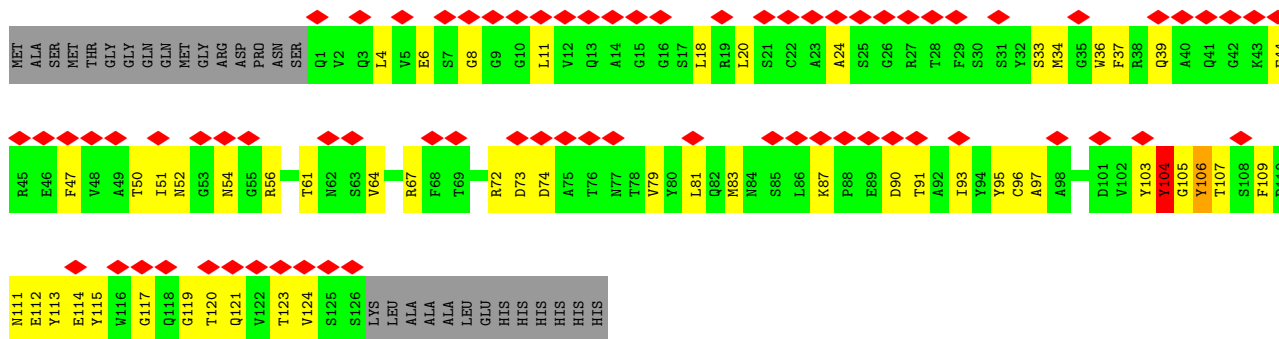 MET ALA SER MET THR GLY GLY GLN GLN MET GLY ARG ASP PRO ASN SER Q1 V2 Q3 L4 V5 E6 S7 G8 G9 G10 L11 V12 Q13 A14 G15 G16 S17 L18 R19 L20 S21 C22 A23 A24 S25 G26 R27 T28 F29 S30 S31 Y32 S33 M34 G35 W36 F37 R38 Q39 A40 Q41 G42 K43
R45 E46 F47 V48 A49 T50 I51 N52 G53 N54 G55 R56 T61 N62 S63 V64 R67 F68 T69 R72 D73 D74 A75 T76 N77 T78 V79 Y80 L81 Q82 M83 N84 S85 L86 K87 P88 E89 D90 T91 A92 I93 Y94 Y95 C96 A97 A98 D101 V102 Y103 Y104 G105 Y106 T107 S108 F109
N111 E112 Y113 E114 Y115 W116 G117 Q118 G119 T120 Q121 V122 T123 V124 S125 S126 LYS LEU ALA ALA ALA LEU GLU HIS HIS HIS HIS HIS HIS